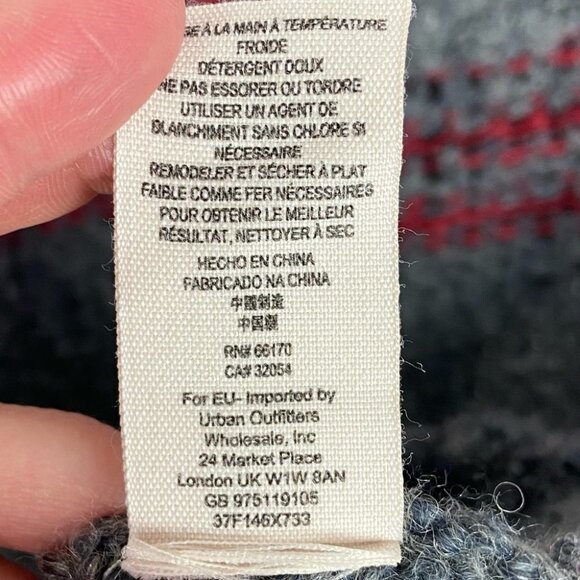 À LA MAIN À TEMPÉRATURE
FROIDE
DÉTERGENT DOUX
NE PAS ESSORER OU TORDRE
UTILISER UN AGENT DE
BLANCHIMENT SANS CHLORE SI
NÉCESSAIRE
REMODELER ET SÉCHER À PLAT
FAIBLE COMME FER NÉCESSAIRES
POUR OBTENIR LE MEILLEUR
RÉSULTAT, NETTOYER À SEC
HECHO EN CHINA
FABRICADO NA CHINA
中國制造
中国製
RN# 66170
CA# 32054
For EU- Imported by
Urban Outfitters
Wholesale, Inc
24 Market Place
London UK W1W 8AN
GB 975119105
37F146X733